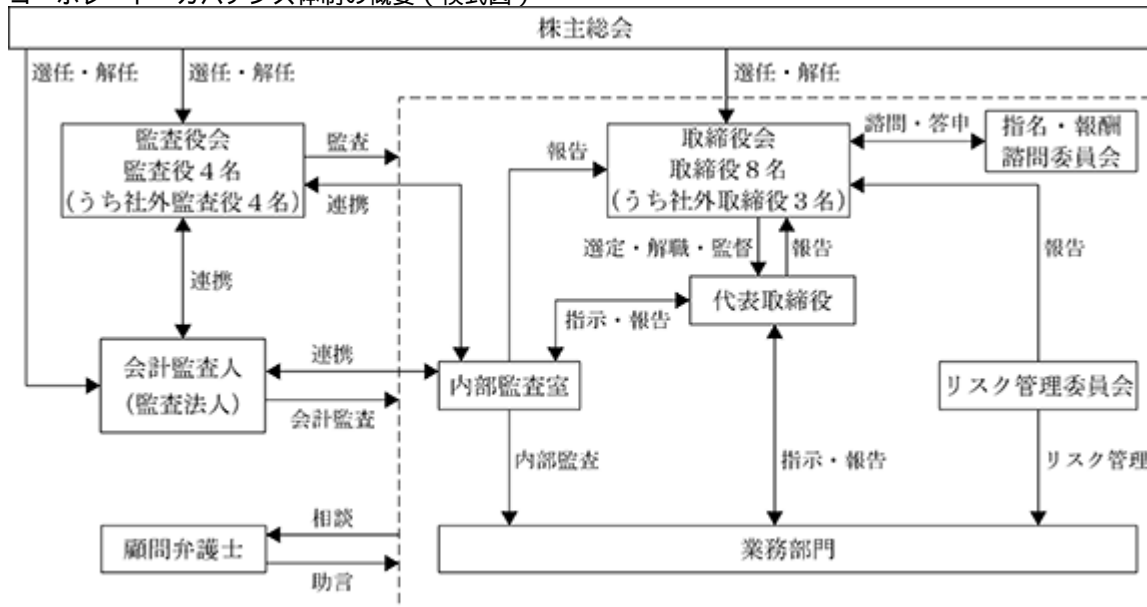 コーポレート・ガバナンス体制の概要(模式図)
株主総会
選任・解任
選任・解任
選任・解任
監査役会
監査役4名
(うち社外監査役4名)
監査
連携
報告
取締役会
取締役8名
(うち社外取締役3名)
諮問・答申
指名・報酬
諮問委員会
連携
選定・解職・監督
報告
報告
代表取締役
指示・報告
会計監査人
(監査法人)
連携
会計監査
内部監査室
リスク管理委員会
内部監査
指示・報告
リスク管理
顧問弁護士
相談
助言
業務部門